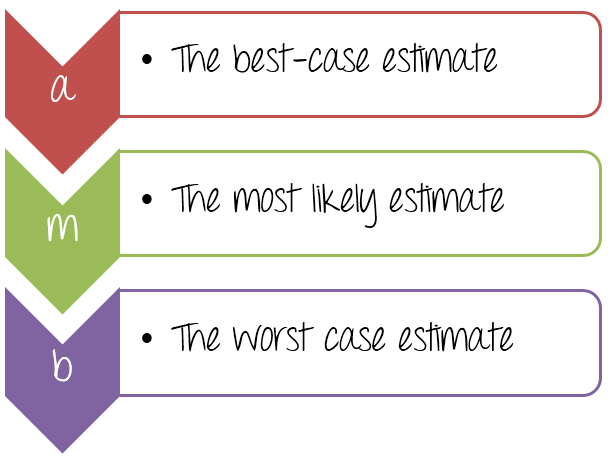 a
• The best-case estimate
m
• The most likely estimate
b
• The worst case estimate